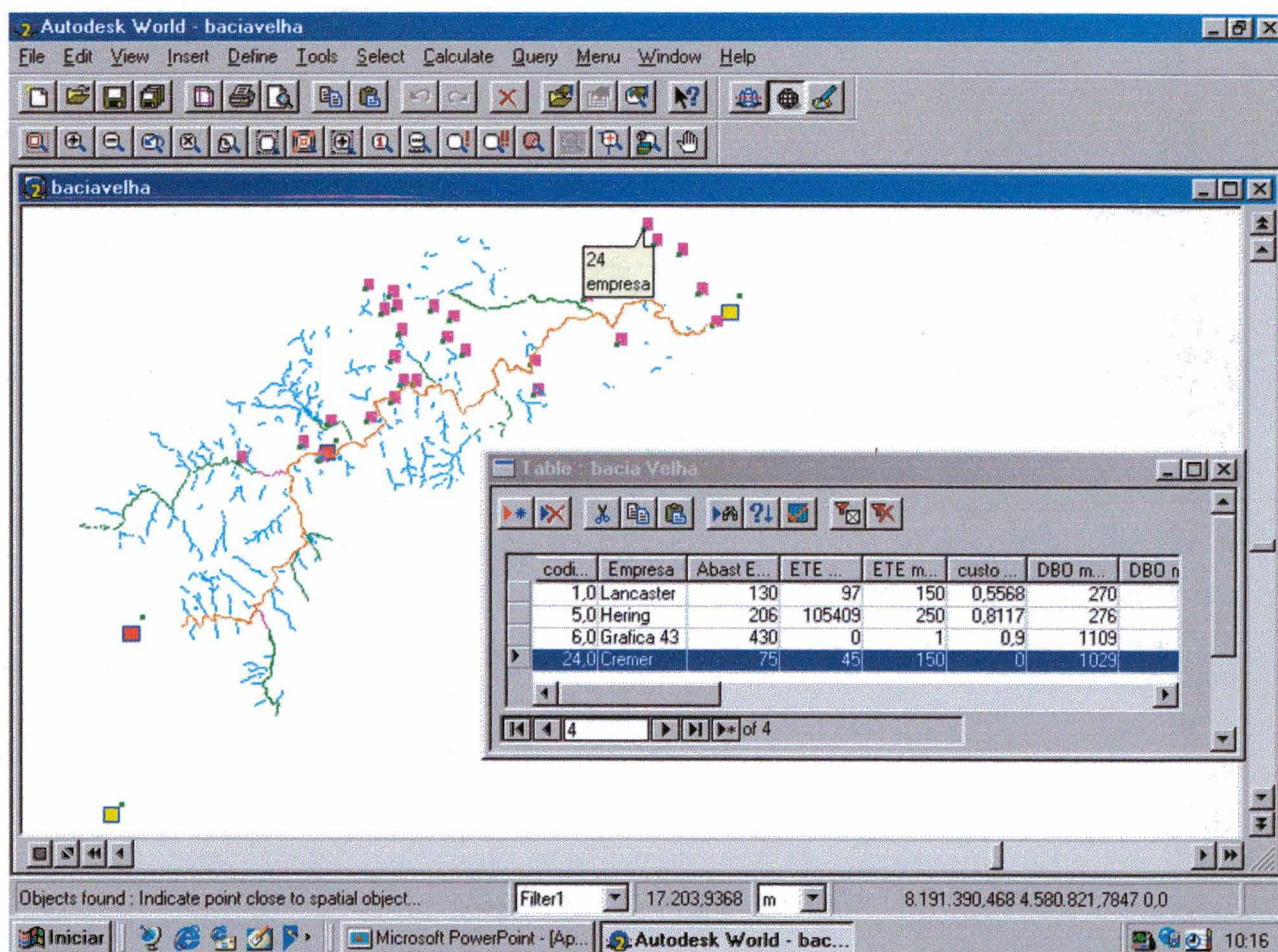 Autodesk World - baciavelha
File Edit View Insert Define Tools Select Calculate Query Menu Window Help
baciavelha
24
empresa
Table : bacia Velha
codi... Empresa Abast E... ETE ... ETE m... custo ... DBO m... DBO n
1,0 Lancaster 130 97 150 0,5568 270
5,0 Hering 206 105409 250 0,8117 276
6,0 Grafica 43 430 0 1 0,9 1109
24,0 Cremer 75 45 150 0 1029
4 of 4
Objects found : Indicate point close to spatial object... Filter1 17.203,9368 m 8.191.390,468 4.580.821,7847 0,0
Iniciar Microsoft PowerPoint - [Ap... Autodesk World - bac... 10:16